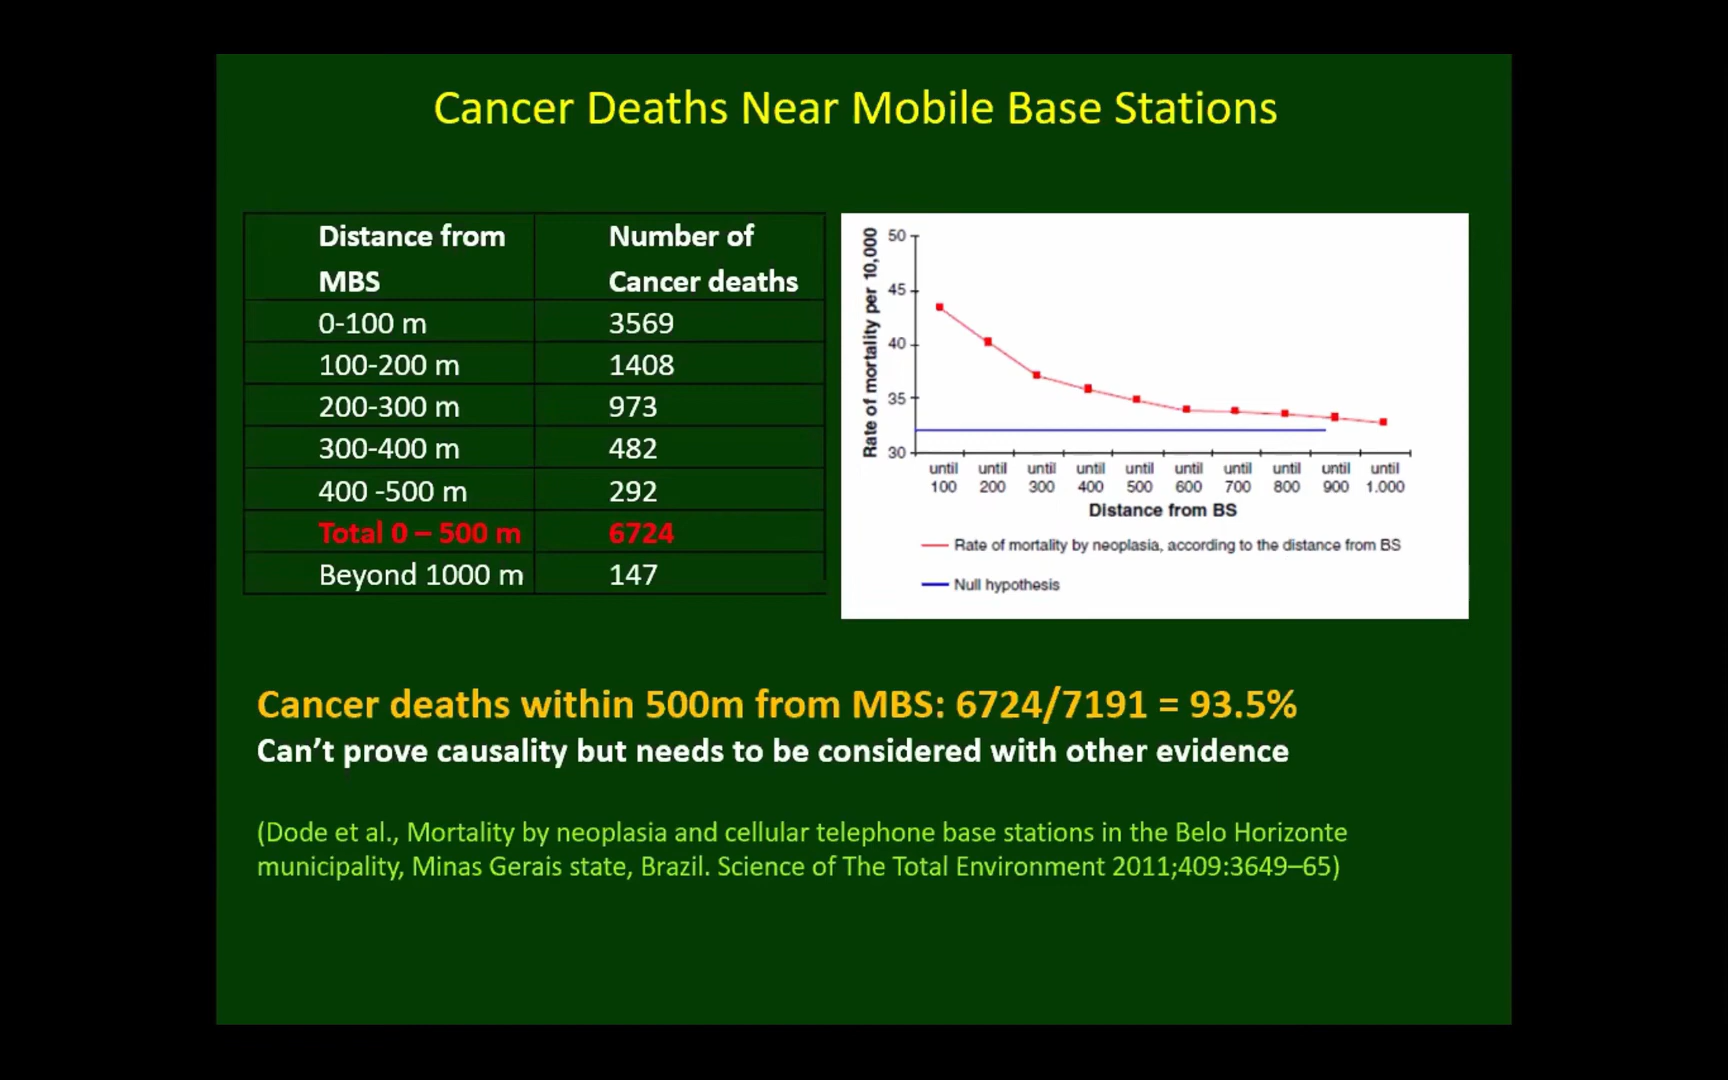 Cancer Deaths Near Mobile Base Stations
Distance from
MBS
Number of
Cancer deaths
0-100 m 3569
100-200 m 1408
200-300 m 973
300-400 m 482
400 -500 m 292
Total 0 – 500 m 6724
Beyond 1000 m 147
Rate of mortality per 10,000
50
45
40
35
30
until 100
until 200
until 300
until 400
until 500
until 600
until 700
until 800
until 900
until 1.000
Distance from BS
Rate of mortality by neoplasia, according to the distance from BS
Null hypothesis
Cancer deaths within 500m from MBS: 6724/7191 = 93.5%
Can’t prove causality but needs to be considered with other evidence
(Dode et al., Mortality by neoplasia and cellular telephone base stations in the Belo Horizonte
municipality, Minas Gerais state, Brazil. Science of The Total Environment 2011;409:3649–65)